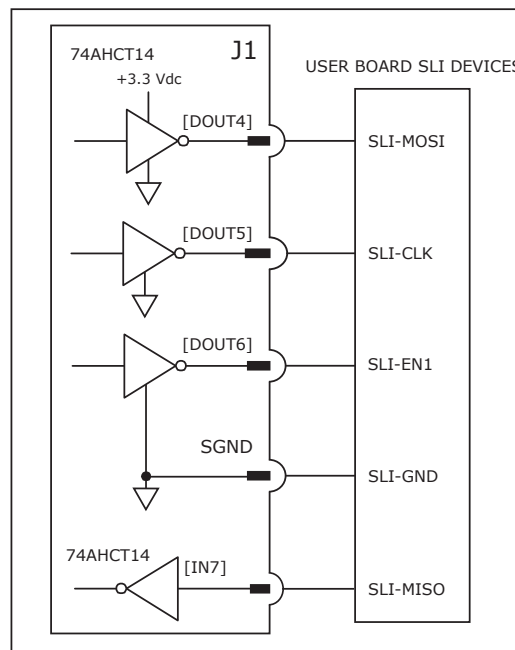 74AHCT14
J1
+3.3 Vdc
USER BOARD SLI DEVICES
[DOUT4]
SLI-MOSI
[DOUT5]
SLI-CLK
[DOUT6]
SLI-EN1
SGND
SLI-GND
74AHCT14
[IN7]
SLI-MISO